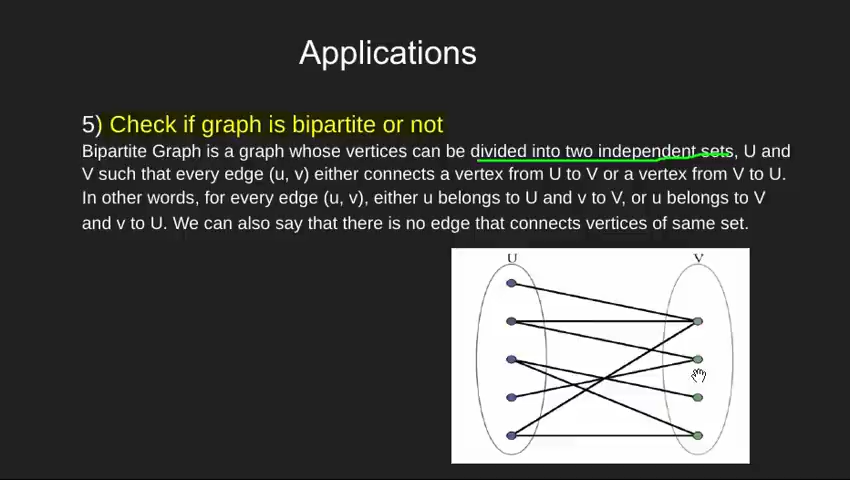 Applications
5) Check if graph is bipartite or not
Bipartite Graph is a graph whose vertices can be divided into two independent sets, U and
V such that every edge (u, v) either connects a vertex from U to V or a vertex from V to U.
In other words, for every edge (u, v), either u belongs to U and v to V, or u belongs to V
and v to U. We can also say that there is no edge that connects vertices of same set.
U V